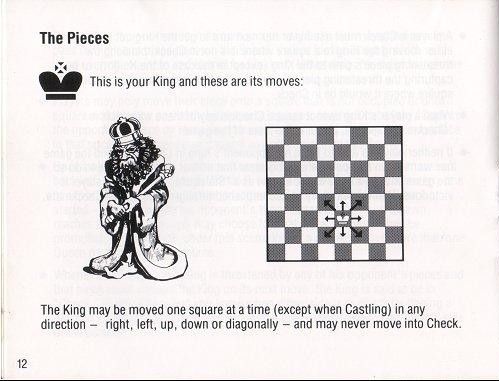 The Pieces
This is your King and these are its moves:
The King may be moved one square at a time (except when Castling) in any
direction – right, left, up, down or diagonally – and may never move into Check.
12